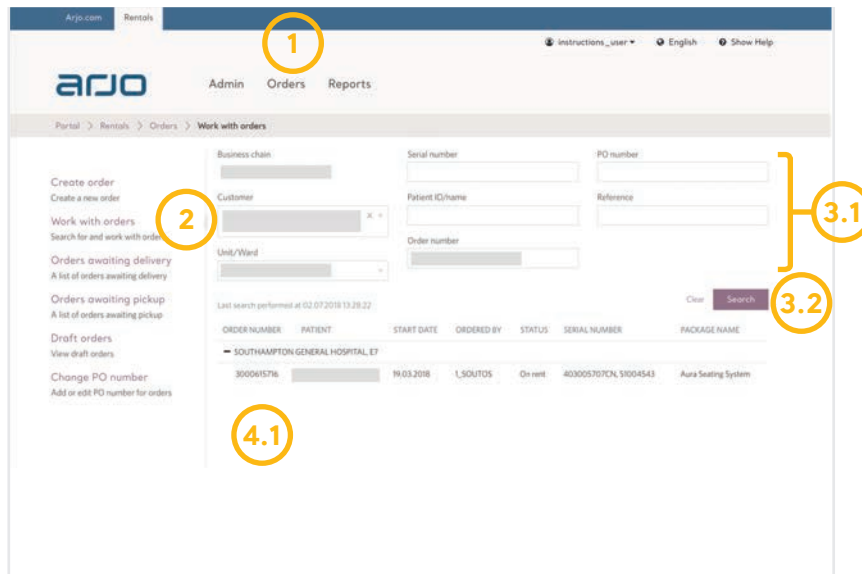 Arjo.com Rentals
1
instructions_user English Show Help
arjo
Admin Orders Reports
Portal > Rentals > Orders > Work with orders
Business chain Serial number PO number
Create order
Create a new order
Customer Patient ID/name Reference
3.1
2
Work with orders
Search for and work with order
Unit/Ward Order number
Orders awaiting delivery
A list of orders awaiting delivery
Orders awaiting pickup
A list of orders awaiting pickup
Last search performed at 02.07.2018 13:28:22 Clear Search
3.2
ORDER NUMBER PATIENT START DATE ORDERED BY STATUS SERIAL NUMBER PACKAGE NAME
Draft orders
View draft orders
– SOUTHAMPTON GENERAL HOSPITAL, E7
Change PO number
Add or edit PO number for orders
3000615716 19.03.2018 1_SOUTOS On rent 403005707CN, S1004543 Aura Seating System
4.1